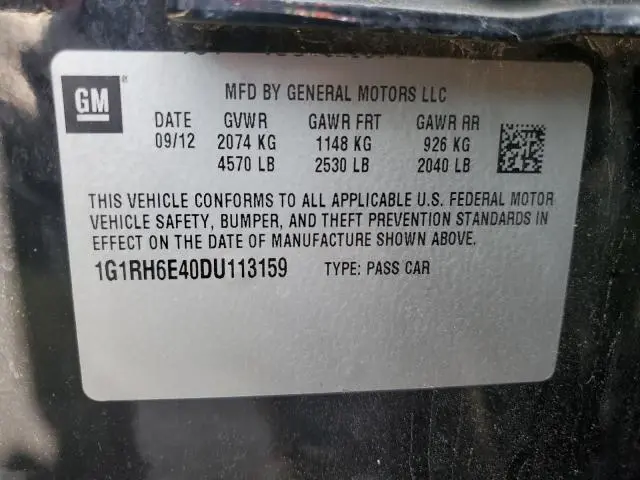 GM
MFD BY GENERAL MOTORS LLC
DATE GVWR GAWR FRT GAWR RR
09/12 2074 KG 1148 KG 926 KG
4570 LB 2530 LB 2040 LB
THIS VEHICLE CONFORMS TO ALL APPLICABLE U.S. FEDERAL MOTOR
VEHICLE SAFETY, BUMPER, AND THEFT PREVENTION STANDARDS IN
EFFECT ON THE DATE OF MANUFACTURE SHOWN ABOVE.
1G1RH6E40DU113159 TYPE: PASS CAR